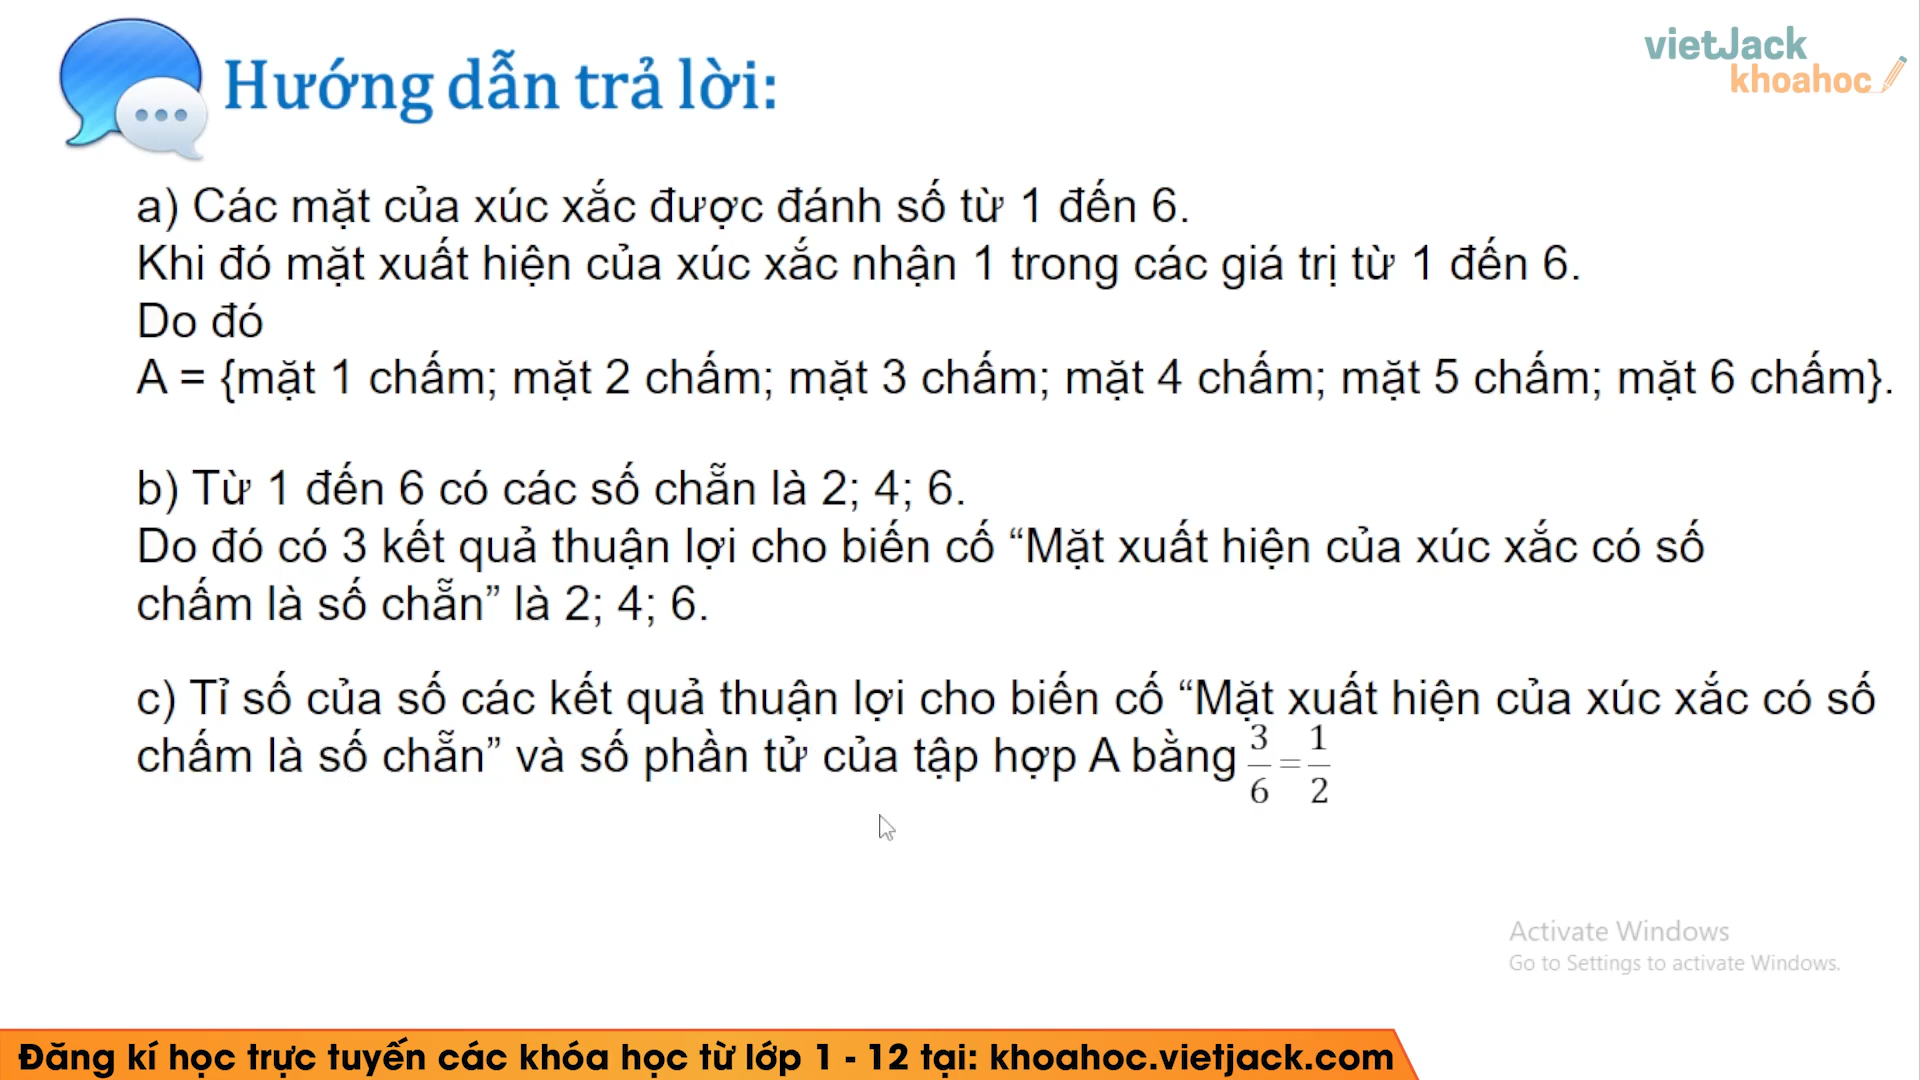 vietJack
khoahoc
Hướng dẫn trả lời:
a) Các mặt của xúc xắc được đánh số từ 1 đến 6.
Khi đó mặt xuất hiện của xúc xắc nhận 1 trong các giá trị từ 1 đến 6.
Do đó
A = {mặt 1 chấm; mặt 2 chấm; mặt 3 chấm; mặt 4 chấm; mặt 5 chấm; mặt 6 chấm}.
b) Từ 1 đến 6 có các số chẵn là 2; 4; 6.
Do đó có 3 kết quả thuận lợi cho biến cố “Mặt xuất hiện của xúc xắc có số
chấm là số chẵn” là 2; 4; 6.
c) Tỉ số của số các kết quả thuận lợi cho biến cố “Mặt xuất hiện của xúc xắc có số
chấm là số chẵn” và số phần tử của tập hợp A bằng 3/6 = 1/2
Activate Windows
Go to Settings to activate Windows.
Đăng kí học trực tuyến các khóa học từ lớp 1 - 12 tại: khoahoc.vietjack.com